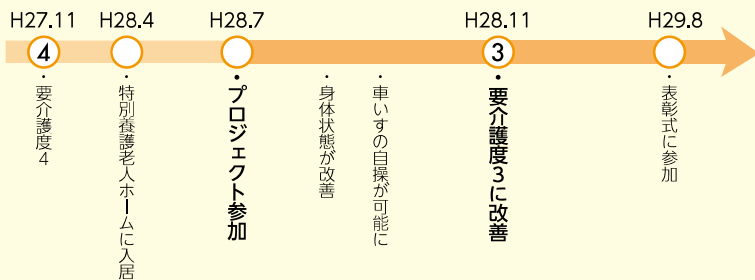 H27.11
H28.4
H28.7
H28.11
H29.8
4
3
・要介護度4
・特別養護老人ホームに入居
・プロジェクト参加
・身体状態が改善
・車いすの自操が可能に
・要介護度3に改善
・表彰式に参加